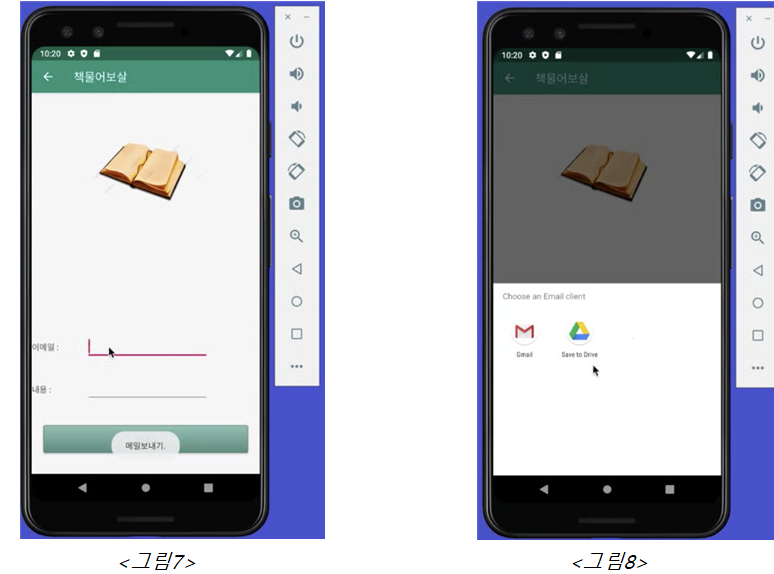 10:20
책물어보살
이메일 :
내용 :
메일보내기.
<그림7>
10:20
책물어보살
Choose an Email client
Gmail
Save to Drive
<그림8>